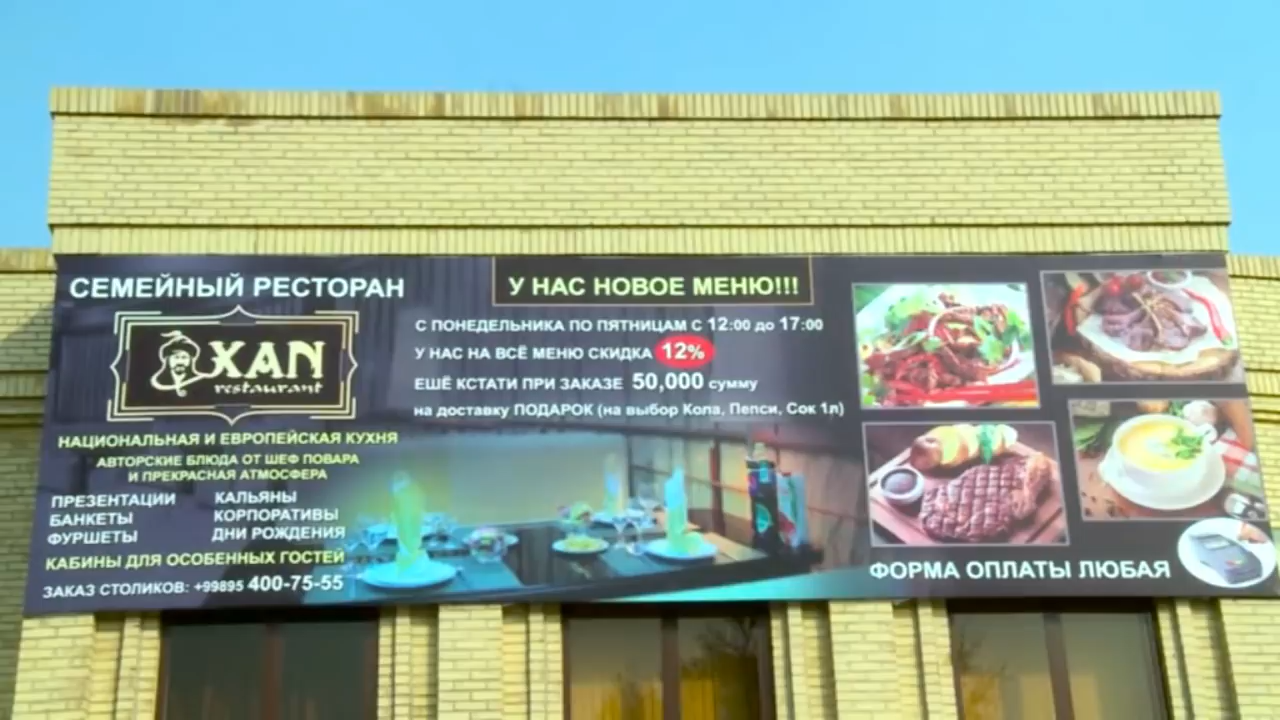 СЕМЕЙНЫЙ РЕСТОРАН
XAN
restaurant
НАЦИОНАЛЬНАЯ И ЕВРОПЕЙСКАЯ КУХНЯ
АВТОРСКИЕ БЛЮДА ОТ ШЕФ ПОВАРА
И ПРЕКРАСНАЯ АТМОСФЕРА
ПРЕЗЕНТАЦИИ КАЛЬЯНЫ
БАНКЕТЫ КОРПОРАТИВЫ
ФУРШЕТЫ ДНИ РОЖДЕНИЯ
КАБИНЫ ДЛЯ ОСОБЕННЫХ ГОСТЕЙ
ЗАКАЗ СТОЛИКОВ: +99895 400-75-55
У НАС НОВОЕ МЕНЮ!!!
С ПОНЕДЕЛЬНИКА ПО ПЯТНИЦАМ С 12:00 до 17:00
У НАС НА ВСЁ МЕНЮ СКИДКА 12%
ЕШЁ КСТАТИ ПРИ ЗАКАЗЕ 50,000 сумму
на доставку ПОДАРОК (на выбор Кола, Пепси, Сок 1л)
ФОРМА ОПЛАТЫ ЛЮБАЯ